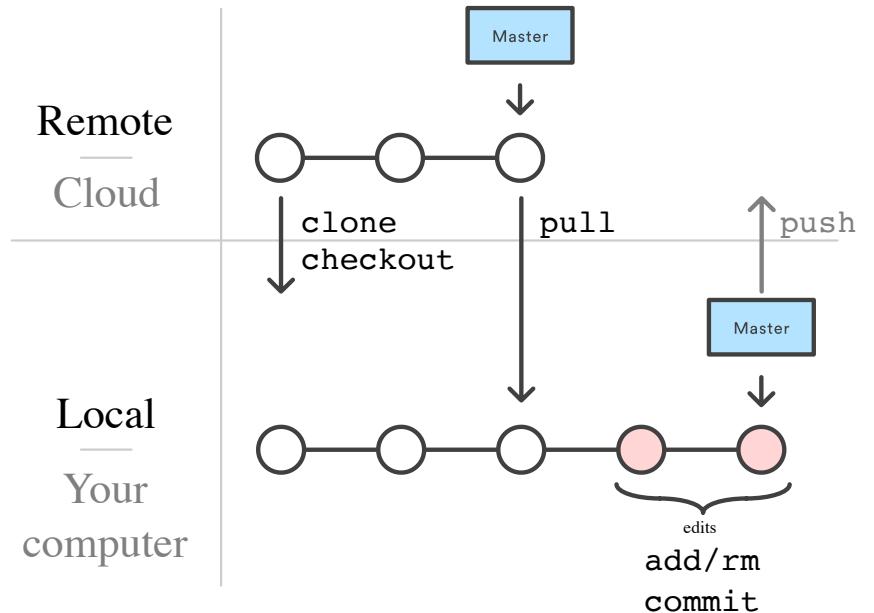 Master
Remote
Cloud
clone
checkout
pull
push
Master
Local
Your
computer
edits
add/rm
commit